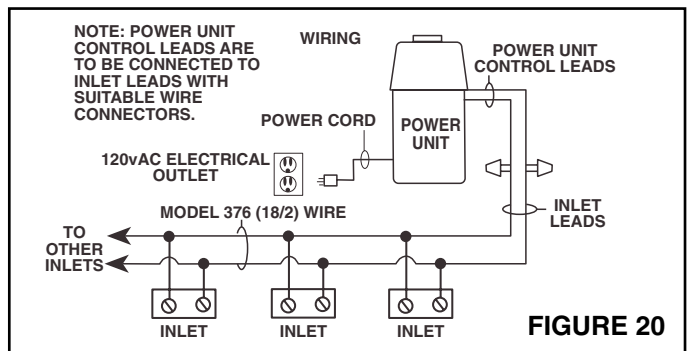 NOTE: POWER UNIT
CONTROL LEADS ARE
TO BE CONNECTED TO
INLET LEADS WITH
SUITABLE WIRE
CONNECTORS.
WIRING
POWER UNIT
CONTROL LEADS
POWER CORD
POWER
UNIT
120vAC ELECTRICAL
OUTLET
MODEL 376 (18/2) WIRE
INLET
LEADS
TO
OTHER
INLETS
INLET
INLET
INLET
FIGURE 20